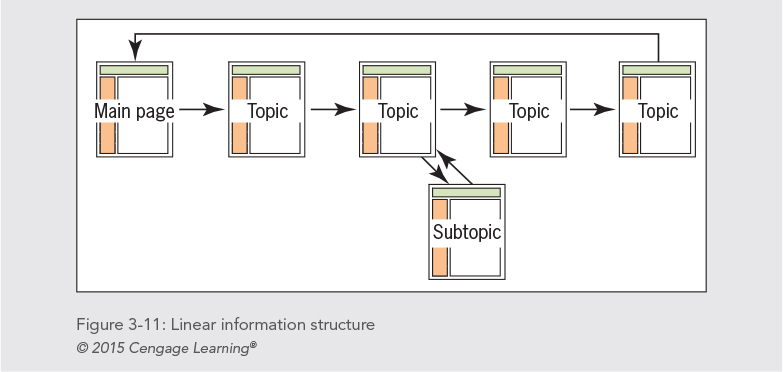 Main page
Topic
Topic
Topic
Topic
Subtopic
Figure 3-11: Linear information structure
© 2015 Cengage Learning®